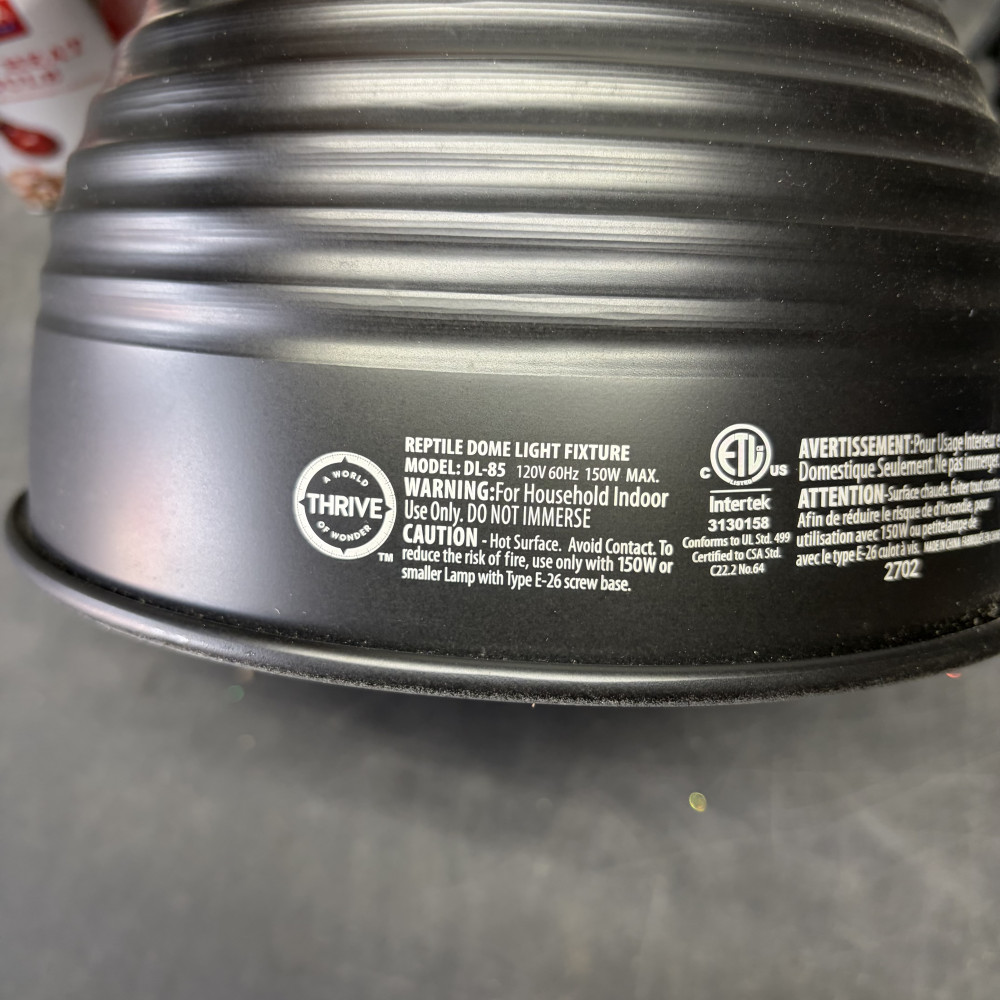 A WORLD
THRIVE
OF WONDER
TM
REPTILE DOME LIGHT FIXTURE
MODEL: DL-85 120V 60Hz 150W MAX.
WARNING:For Household Indoor
Use Only. DO NOT IMMERSE
CAUTION - Hot Surface. Avoid Contact. To
reduce the risk of fire, use only with 150W or
smaller Lamp with Type E-26 screw base.
C ETL US
LISTED
Intertek
3130158
Conforms to UL Std. 499
Certified to CSA Std.
C22.2 No.64
AVERTISSEMENT:Pour Usage Interieur
Domestique Seulement.Ne pas immerger
ATTENTION-Surface chaude. Éviter tout
Afin de réduire le risque de d'incendie, pour
utilisation avec 150W ou petitelampe de
avec le type E-26 culot à vis. MADE IN CHINA
2702